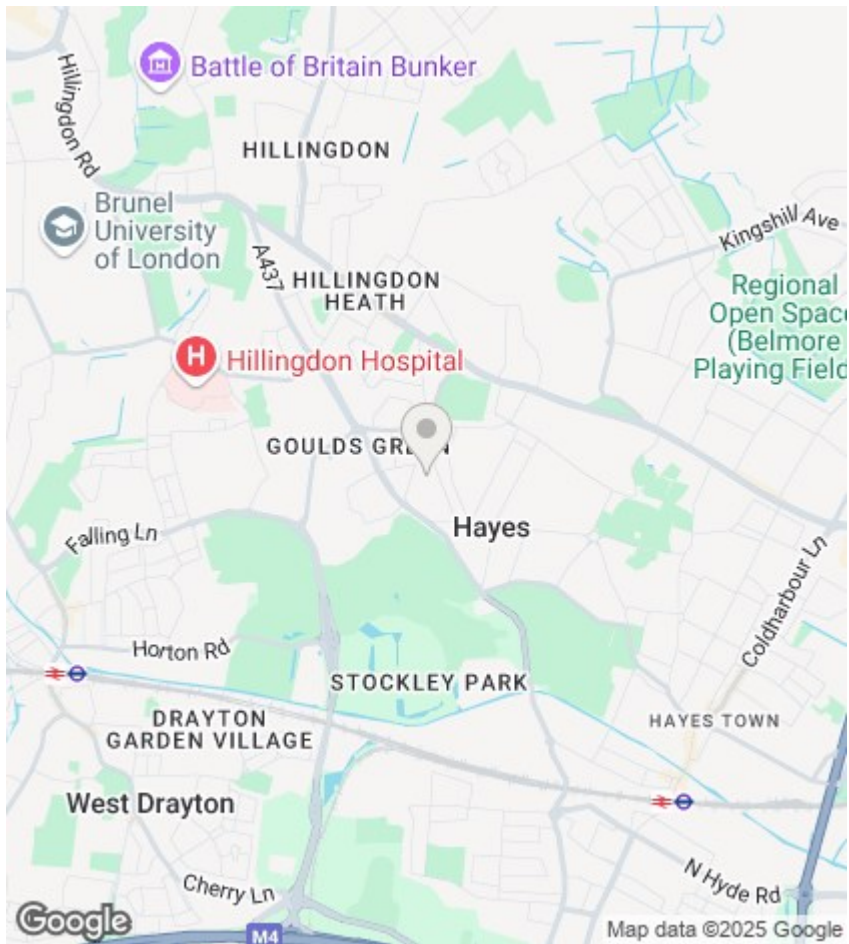 Battle of Britain Bunker
Hillingdon Rd
HILLINGDON
Brunel
University
of London
A437
Kingshill Ave
HILLINGDON
HEATH
Regional
Open Space
(Belmore
Playing Field
H
Hillingdon Hospital
GOULDS GREEN
Hayes
Falling Ln
Coldharbour Ln
Horton Rd
STOCKLEY PARK
DRAYTON
GARDEN VILLAGE
HAYES TOWN
West Drayton
Cherry Ln
N Hyde Rd
M4
Google
Map data ©2025 Google